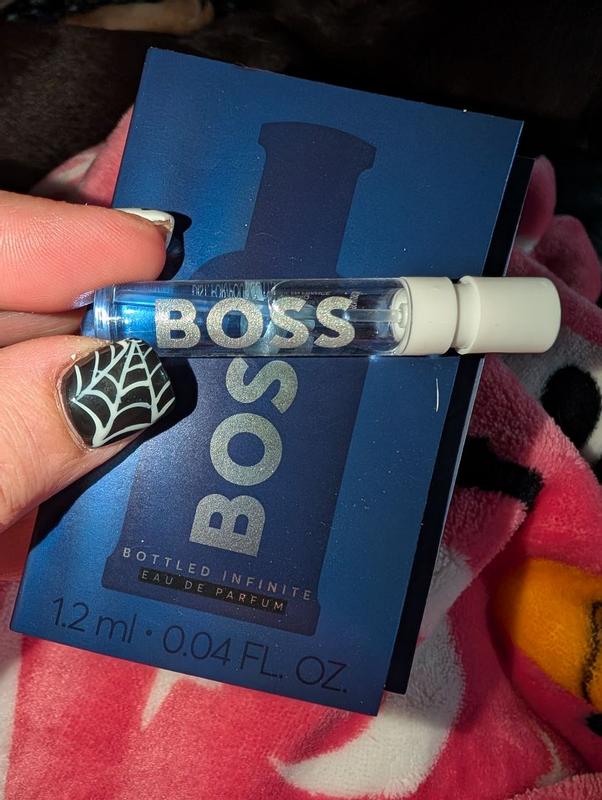 BOSS
BOSS
BOTTLED INFINITE
EAU DE PARFUM
1.2 ml • 0.04 FL. OZ.